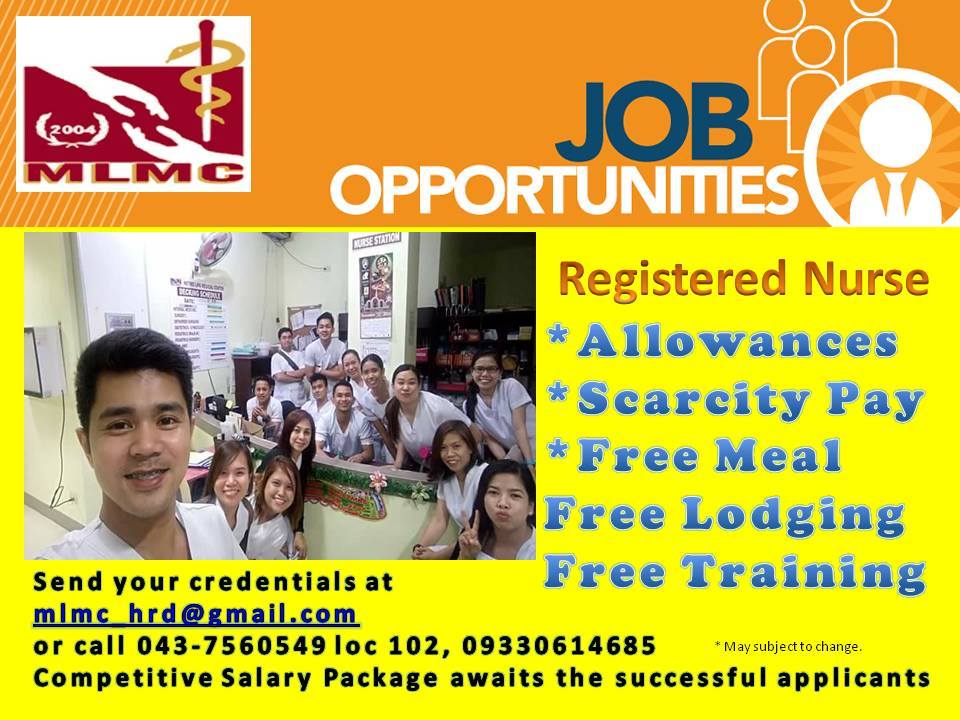 2004
MLMC
JOB
OPPORTUNITIES
NURSE STATION
DECKING SCHEDULE
Registered Nurse
*Allowances
*Scarcity Pay
*Free Meal
Free Lodging
Free Training
Send your credentials at
mlmc_hrd@gmail.com
or call 043-7560549 loc 102, 09330614685
* May subject to change.
Competitive Salary Package awaits the successful applicants